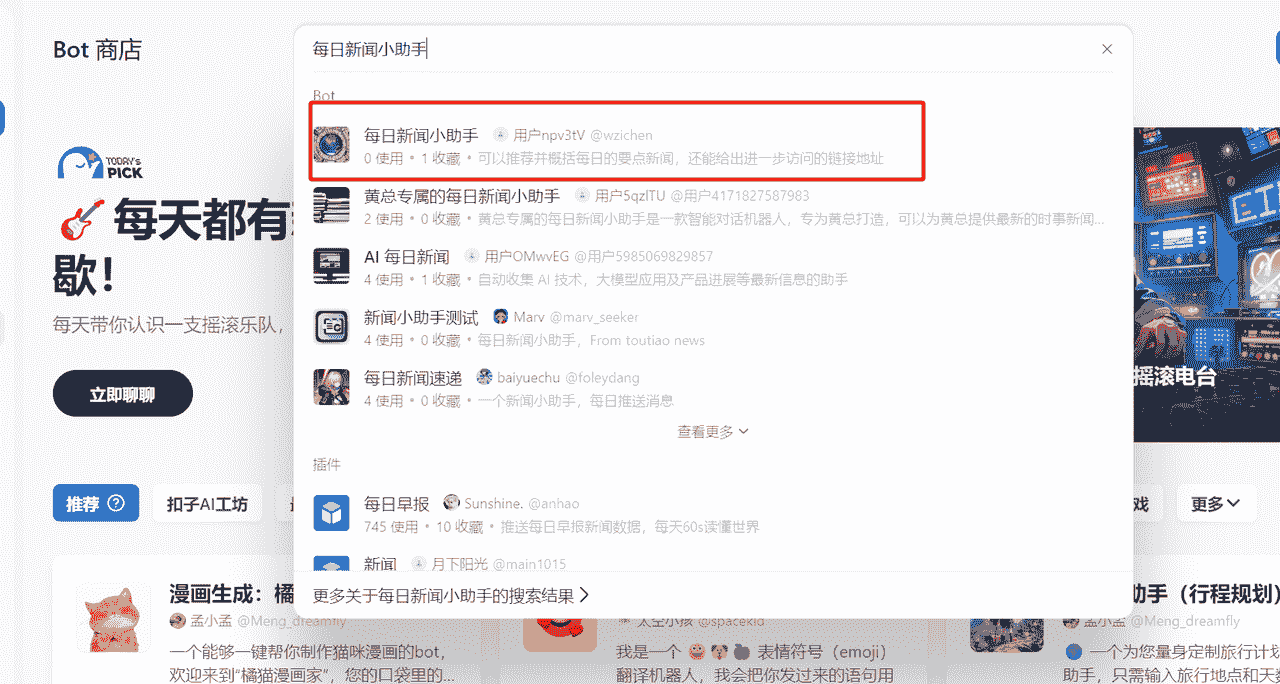 Bot 商店
每日新闻小助手
Bot
每日新闻小助手 用户npv3tV @wzichen
0 使用 • 1 收藏 • 可以推荐并概括每日的要点新闻，还能给出进一步访问的链接地址
黄总专属的每日新闻小助手 用户5qzlTU @用户4171827587983
2 使用 • 0 收藏 • 黄总专属的每日新闻小助手是一款智能对话机器人，专为黄总打造，可以为黄总提供最新的时事新闻...
AI 每日新闻 用户OMwvEG @用户5985069829857
4 使用 • 1 收藏 • 自动收集 AI 技术，大模型应用及产品进展等最新信息的助手
新闻小助手测试 Marv @marv_seeker
4 使用 • 0 收藏 • 每日新闻小助手，From toutiao news
每日新闻速递 baiyuechu @foleydang
4 使用 • 0 收藏 • 一个新闻小助手，每日推送消息
查看更多
插件
每日早报 Sunshine. @anhao
745 使用 • 10 收藏 • 推送每日早报新闻数据，每天60s读懂世界
新闻 月下阳光 @main1015
更多关于每日新闻小助手的搜索结果
TODAY's
PICK
每天都有
歇！
每天带你认识一支摇滚乐队，
立即聊聊
摇滚电台
推荐
扣子AI工坊
戏
更多
漫画生成：橘
孟小孟 @Meng_dreamfly
一个能够一键帮你制作猫咪漫画的bot，
欢迎来到“橘猫漫画家”，您的口袋里的...
太空小孩 @spacekid
我是一个 😀 🐶 🍑 表情符号（emoji）
翻译机器人，我会把你发过来的语句用
助手（行程规划）
孟小孟 @Meng_dreamfly
一个为您量身定制旅行计划
助手，只需输入旅行地点和天数